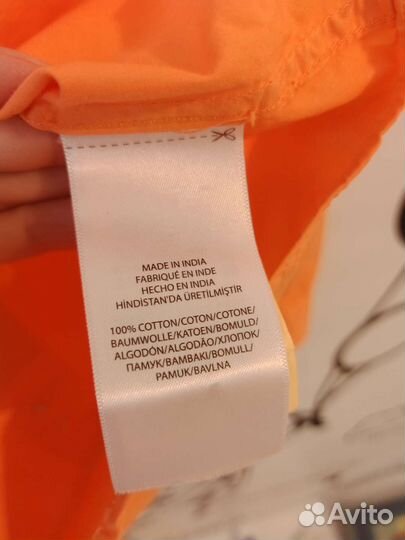 MADE IN INDIA
FABRIQUÉ EN INDE
HECHO EN INDIA
HİNDİSTAN'DA ÜRETİLMİŞTİR
100% COTTON/COTON/COTONE/
BAUMWOLLE/KATOEN/BOMULD/
ALGODÓN/ALGODÃO/ХЛОПОК/
ПАМУК/BAMBAKI/BOMULL/
PAMUK/BAVLNA
Avito